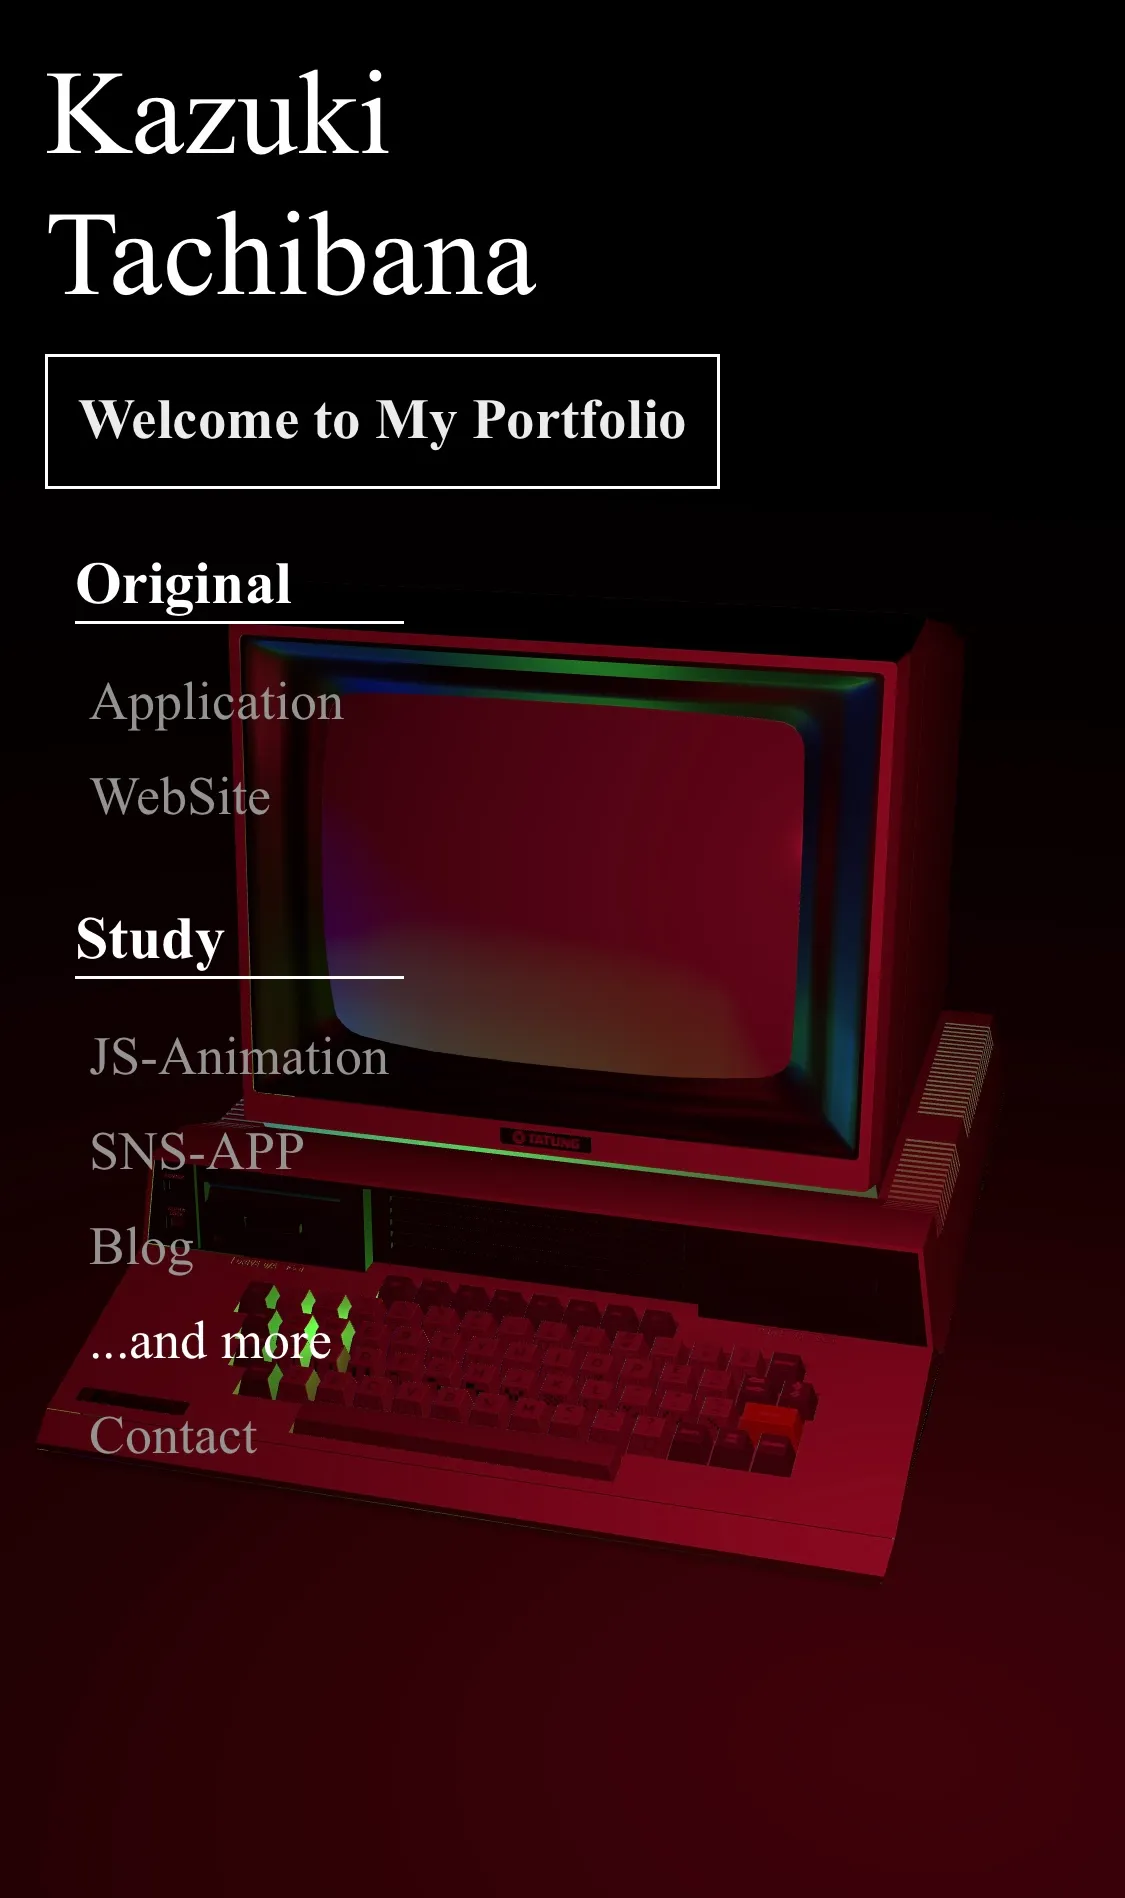 Kazuki
Tachibana
Welcome to My Portfolio
Original
Application
WebSite
Study
JS-Animation
TATUNG
SNS-APP
Blog
...and more
Contact